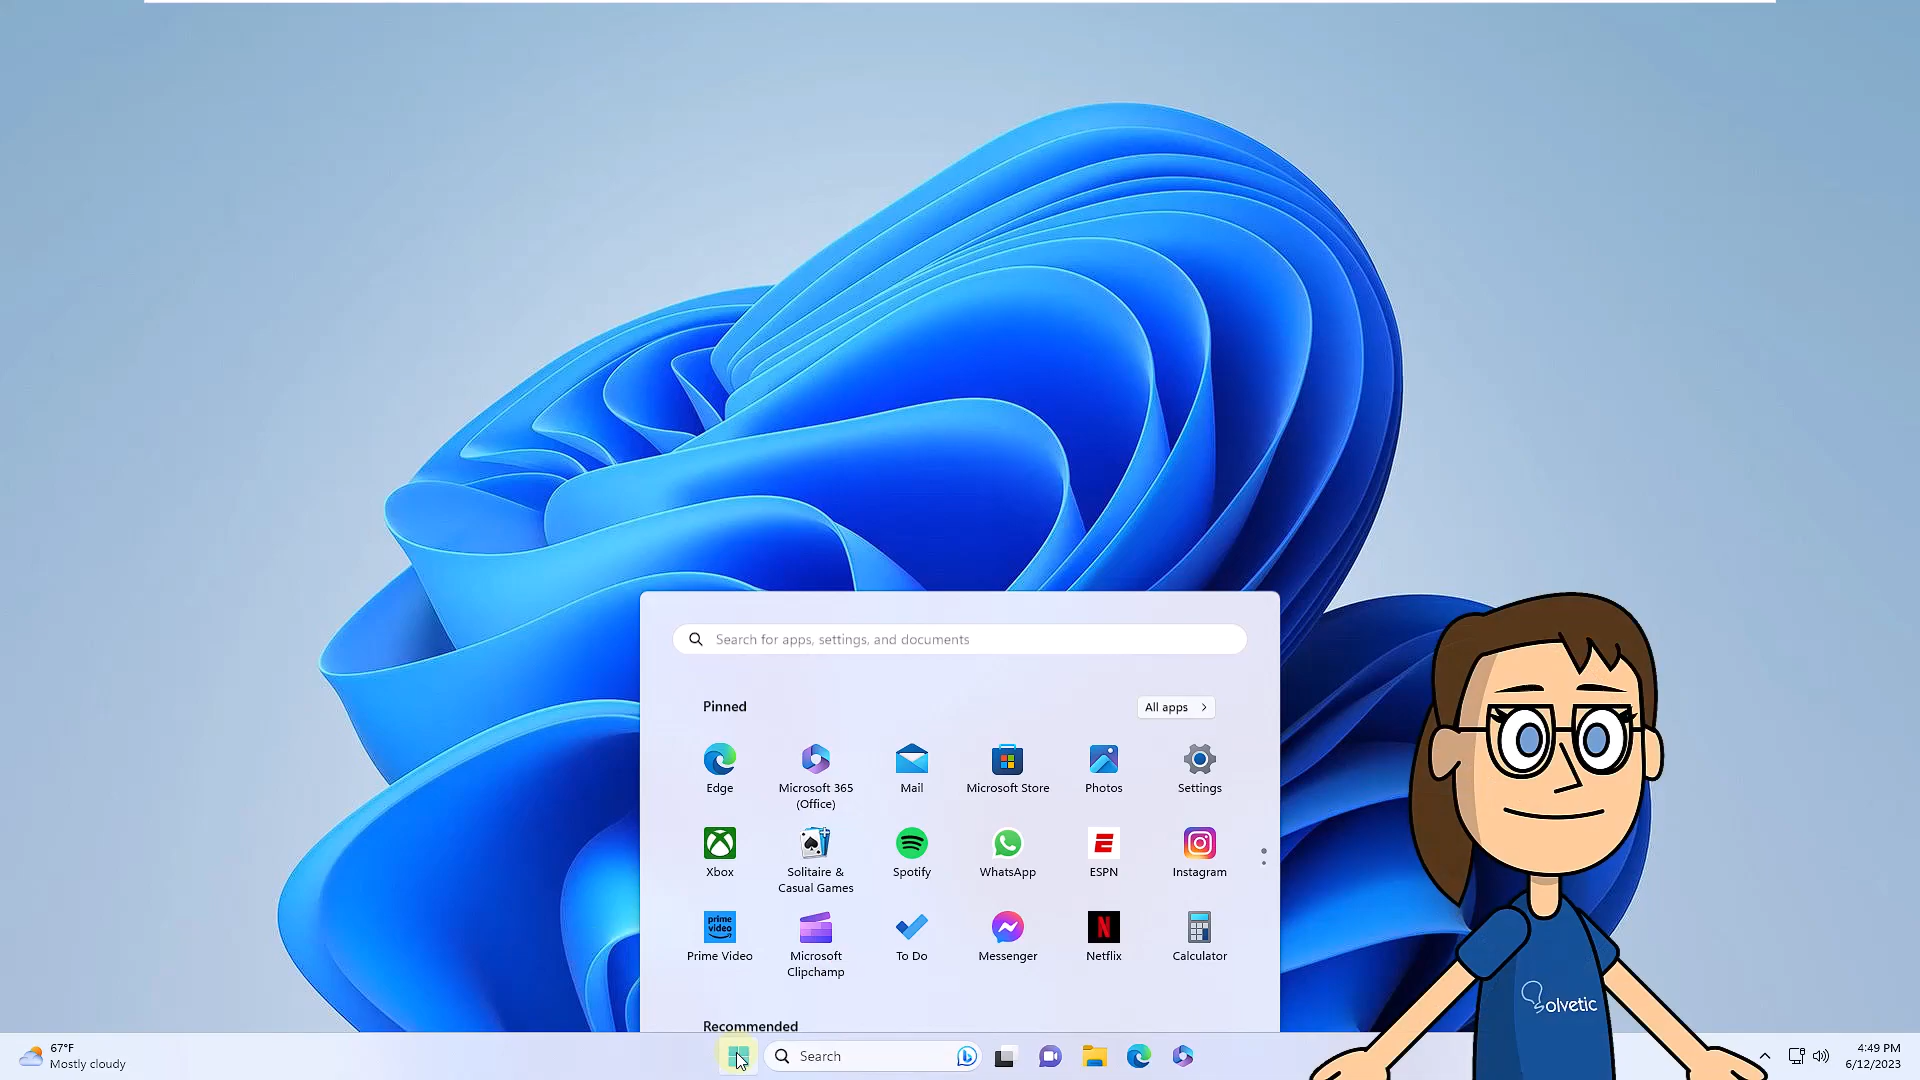 Search for apps, settings, and documents
Pinned
All apps
Edge
Microsoft 365
(Office)
Mail
Microsoft Store
Photos
Settings
Xbox
Solitaire &
Casual Games
Spotify
WhatsApp
ESPN
Instagram
prime
video
Prime Video
Microsoft
Clipchamp
To Do
Messenger
Netflix
Calculator
Solvetic
Recommended
67°F
Mostly cloudy
Search
4:49 PM
6/12/2023